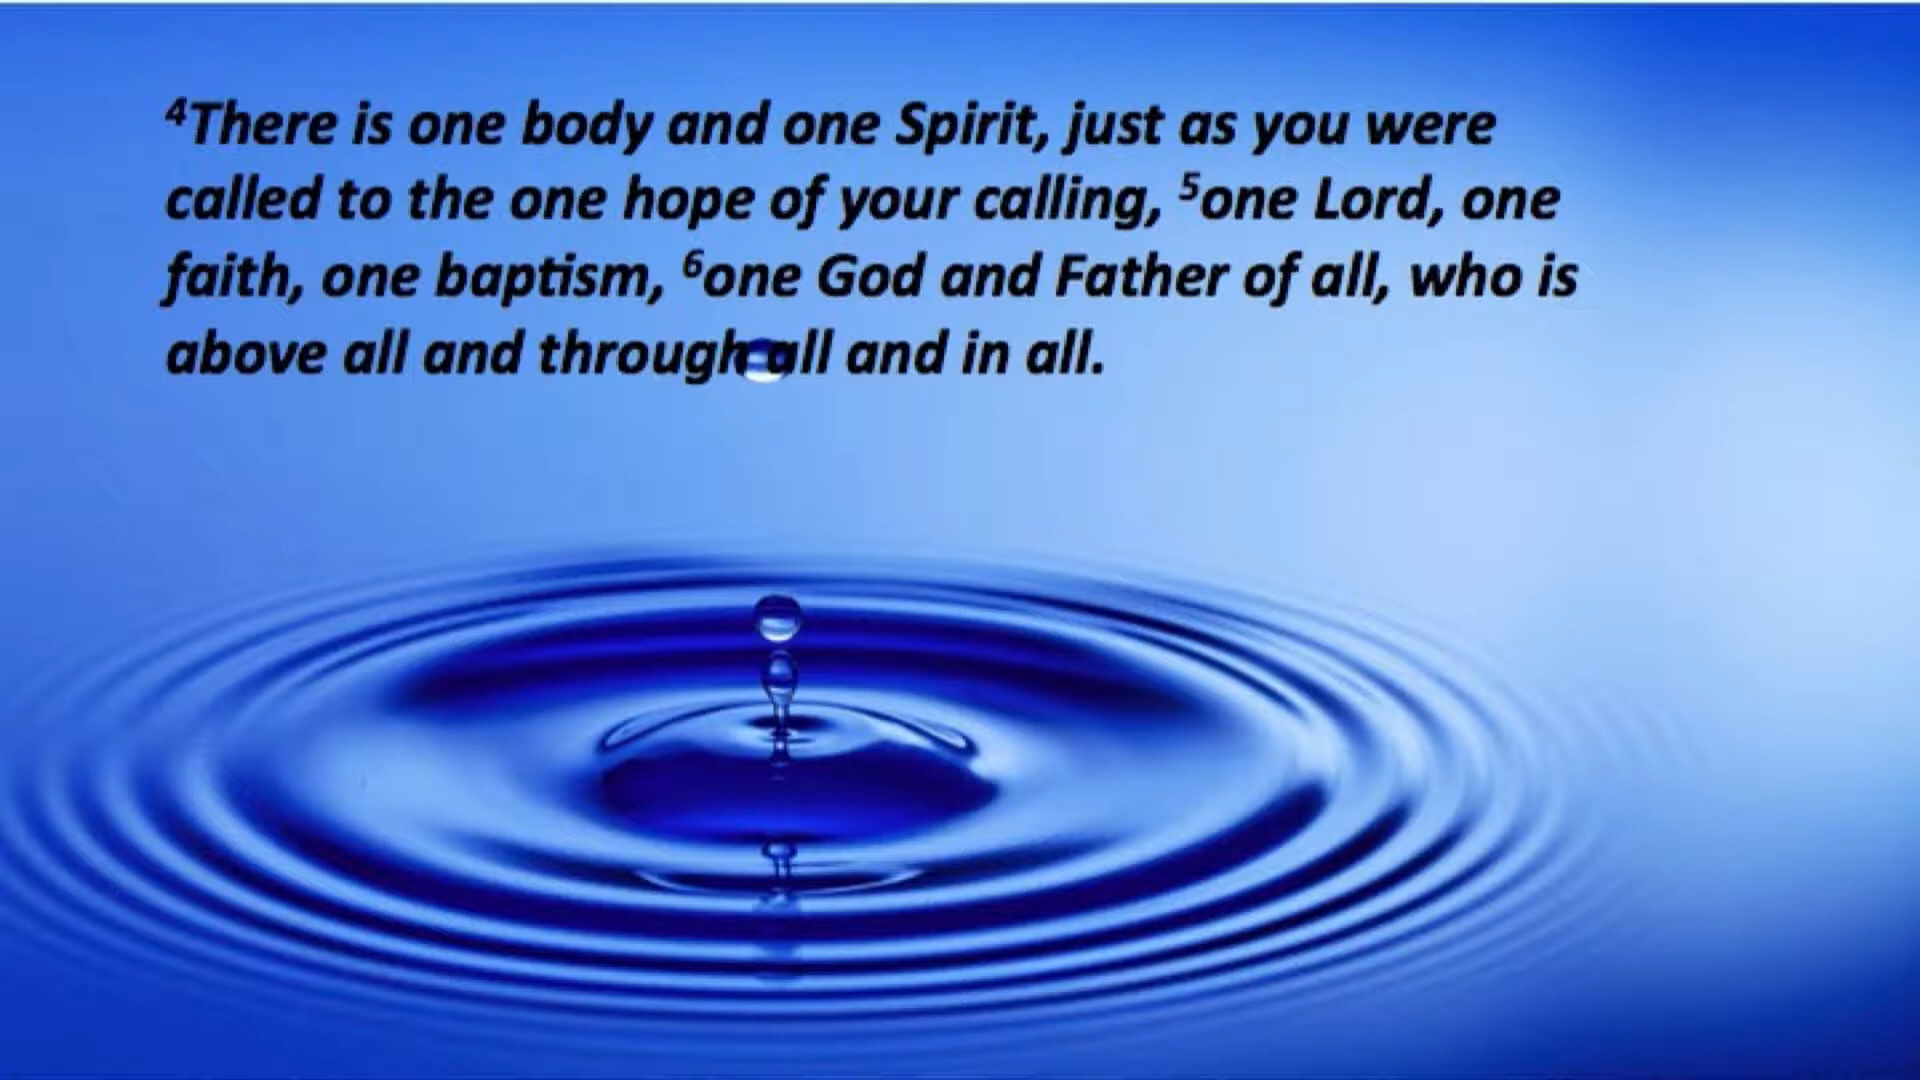 ⁴There is one body and one Spirit, just as you were
called to the one hope of your calling, ⁵one Lord, one
faith, one baptism, ⁶one God and Father of all, who is
above all and through all and in all.